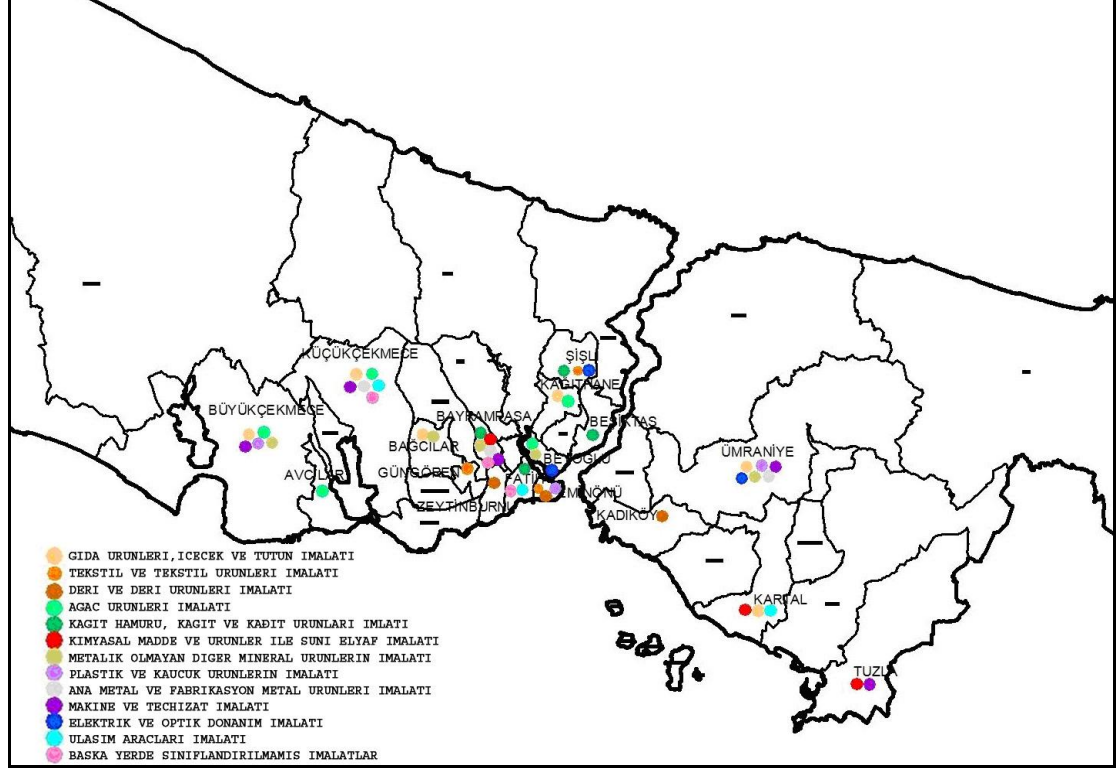 ŞİŞLİ
KÜÇÜKÇEKMECE
KAĞITHANE
BÜYÜKÇEKMECE
BAYRAMPAŞA
BEŞİKTAŞ
BAĞCILAR
BEYOĞLU
ÜMRANİYE
GÜNGÖREN
AVCILAR
FATİH
EMİNÖNÜ
ZEYTİNBURNU
KADIKÖY
KARTAL
TUZLA
GIDA URUNLERI,ICECEK VE TUTUN IMALATI
TEKSTIL VE TEKSTIL URUNLERI IMALATI
DERI VE DERI URUNLERI IMALATI
AGAC URUNLERI IMALATI
KAGIT HAMURU, KAGIT VE KAÐIT URUNLARI IMLATI
KIMYASAL MADDE VE URUNLER ILE SUNI ELYAF IMALATI
METALIK OLMAYAN DIGER MINERAL URUNLERIN IMALATI
PLASTIK VE KAUCUK URUNLERIN IMALATI
ANA METAL VE FABRIKASYON METAL URUNLERI IMALATI
MAKINE VE TECHIZAT IMALATI
ELEKTRIK VE OPTIK DONANIM IMALATI
ULASIM ARACLARI IMALATI
BASKA YERDE SINIFLANDIRILMAMIS IMALATLAR